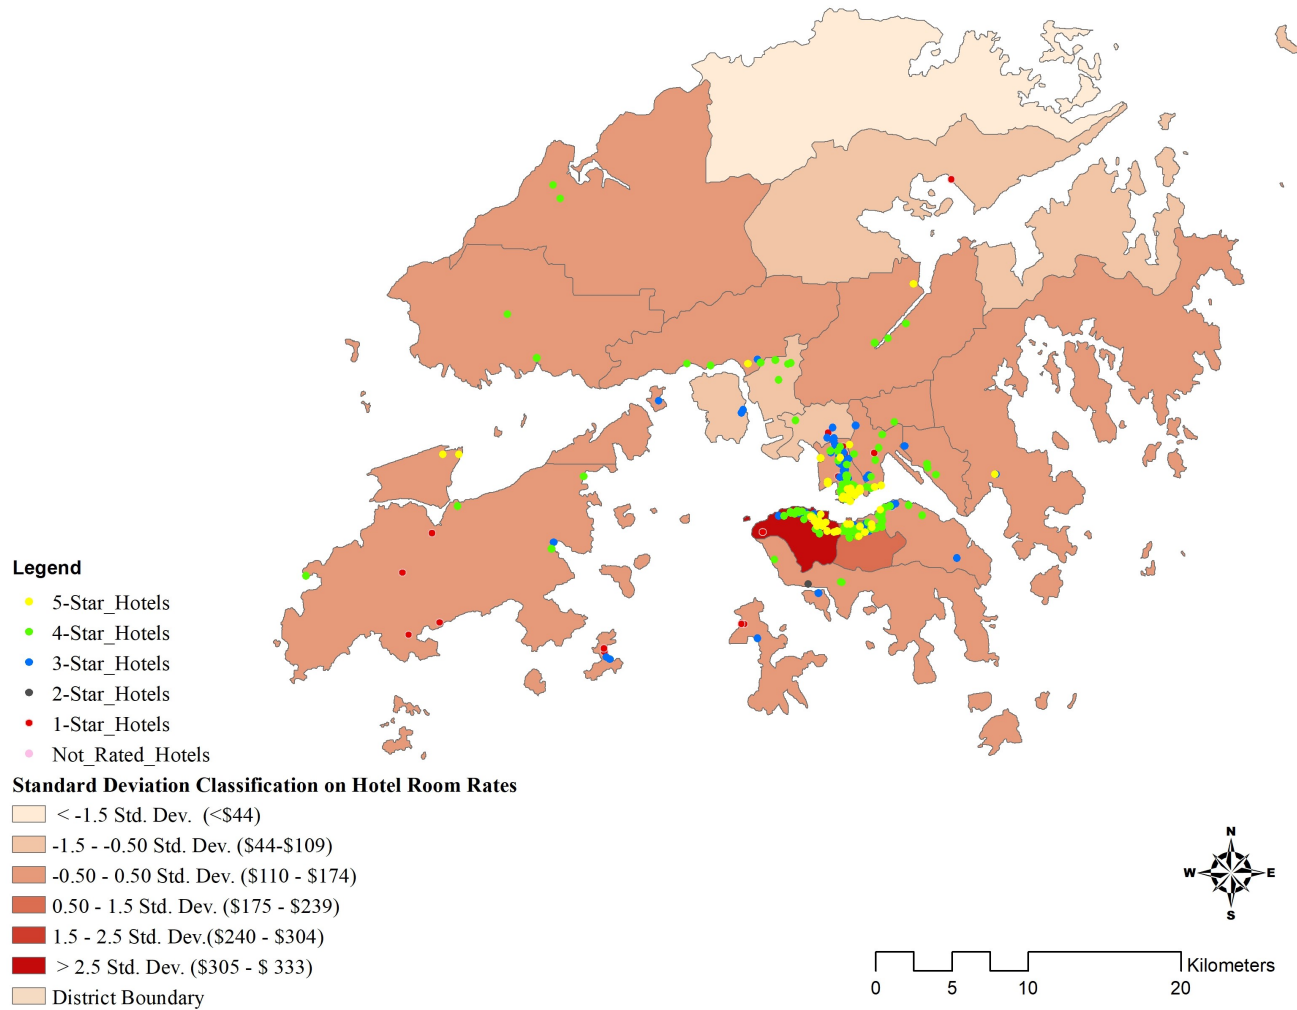 Legend
5-Star_Hotels
4-Star_Hotels
3-Star_Hotels
2-Star_Hotels
1-Star_Hotels
Not_Rated_Hotels
Standard Deviation Classification on Hotel Room Rates
< -1.5 Std. Dev. (<$44)
-1.5 - -0.50 Std. Dev. ($44-$109)
-0.50 - 0.50 Std. Dev. ($110 - $174)
0.50 - 1.5 Std. Dev. ($175 - $239)
1.5 - 2.5 Std. Dev.($240 - $304)
> 2.5 Std. Dev. ($305 - $ 333)
District Boundary
N
W E
S
Kilometers
0 5 10 20